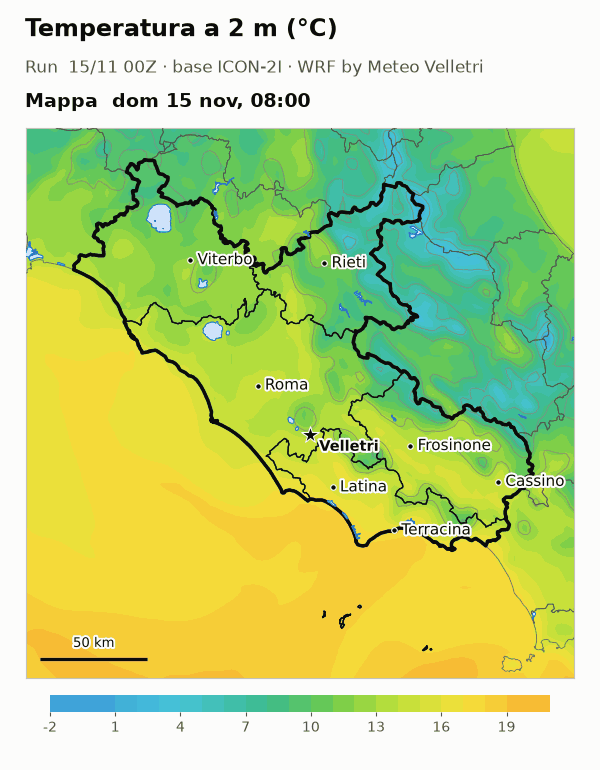 Temperatura a 2 m (°C)
Run  15/11 00Z · base ICON-2I · WRF by Meteo Velletri
Mappa  dom 15 nov, 08:00
Viterbo
Rieti
Roma
Velletri
Frosinone
Cassino
Latina
Terracina
50 km
-2 1 4 7 10 13 16 19